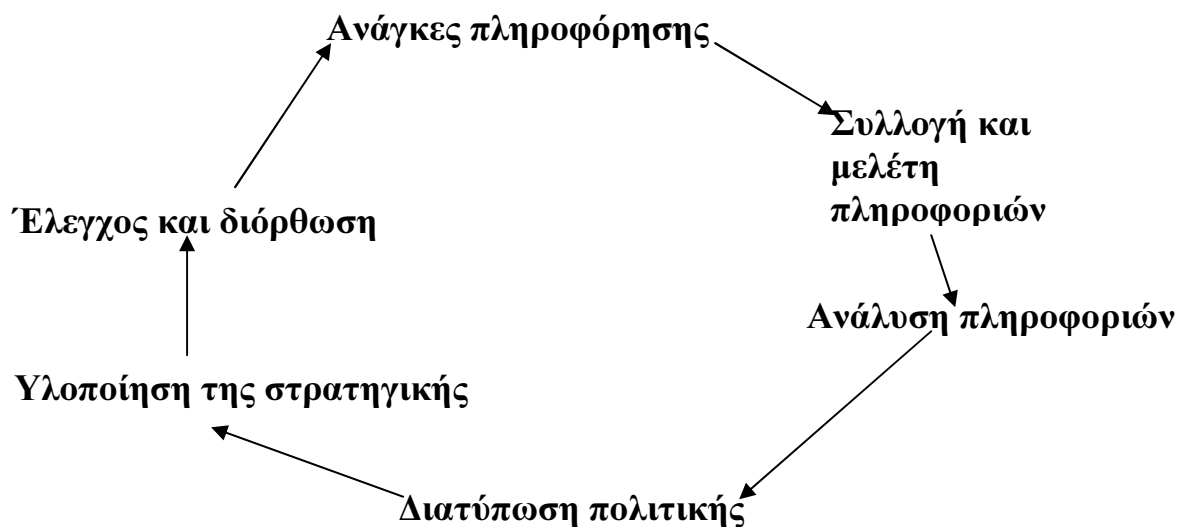 Ανάγκες πληροφόρησης
Συλλογή και
μελέτη
πληροφοριών
Ανάλυση πληροφοριών
Διατύπωση πολιτικής
Υλοποίηση της στρατηγικής
Έλεγχος και διόρθωση